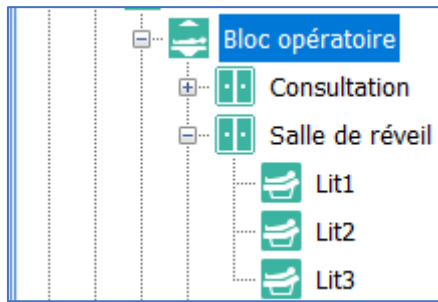 Bloc opératoire
Consultation
Salle de réveil
Lit1
Lit2
Lit3